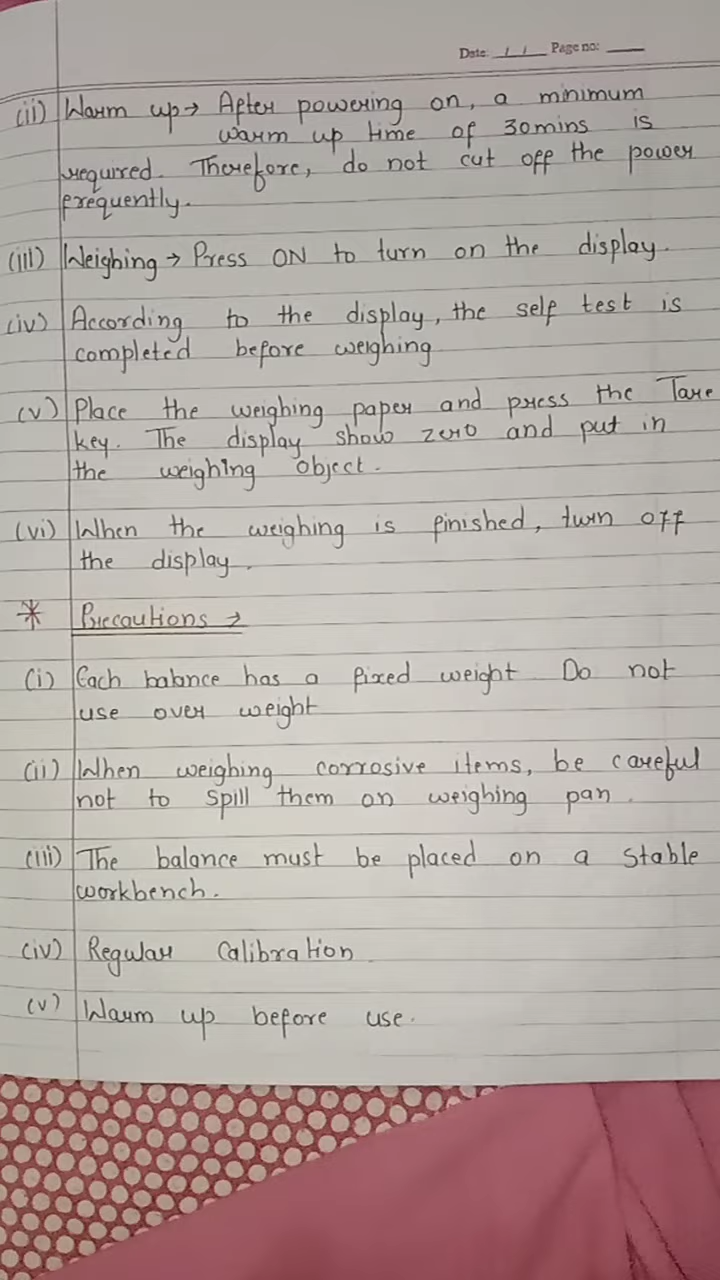 Date: / / Page no:
(ii) Warm up → After powering on, a minimum
warm up time of 30mins is
required. Therefore, do not cut off the power
frequently.
(iii) Weighing → Press ON to turn on the display.
(iv) According to the display, the self test is
completed before weighing
(v) Place the weighing paper and press the Tare
key. The display show zero and put in
the weighing object.
(vi) When the weighing is finished, turn off
the display.
* Precautions →
(i) Each balance has a fixed weight Do not
use over weight
(ii) When weighing corrosive items, be careful
not to spill them on weighing pan.
(iii) The balance must be placed on a stable
workbench.
(iv) Regular Calibration
(v) Warm up before use.